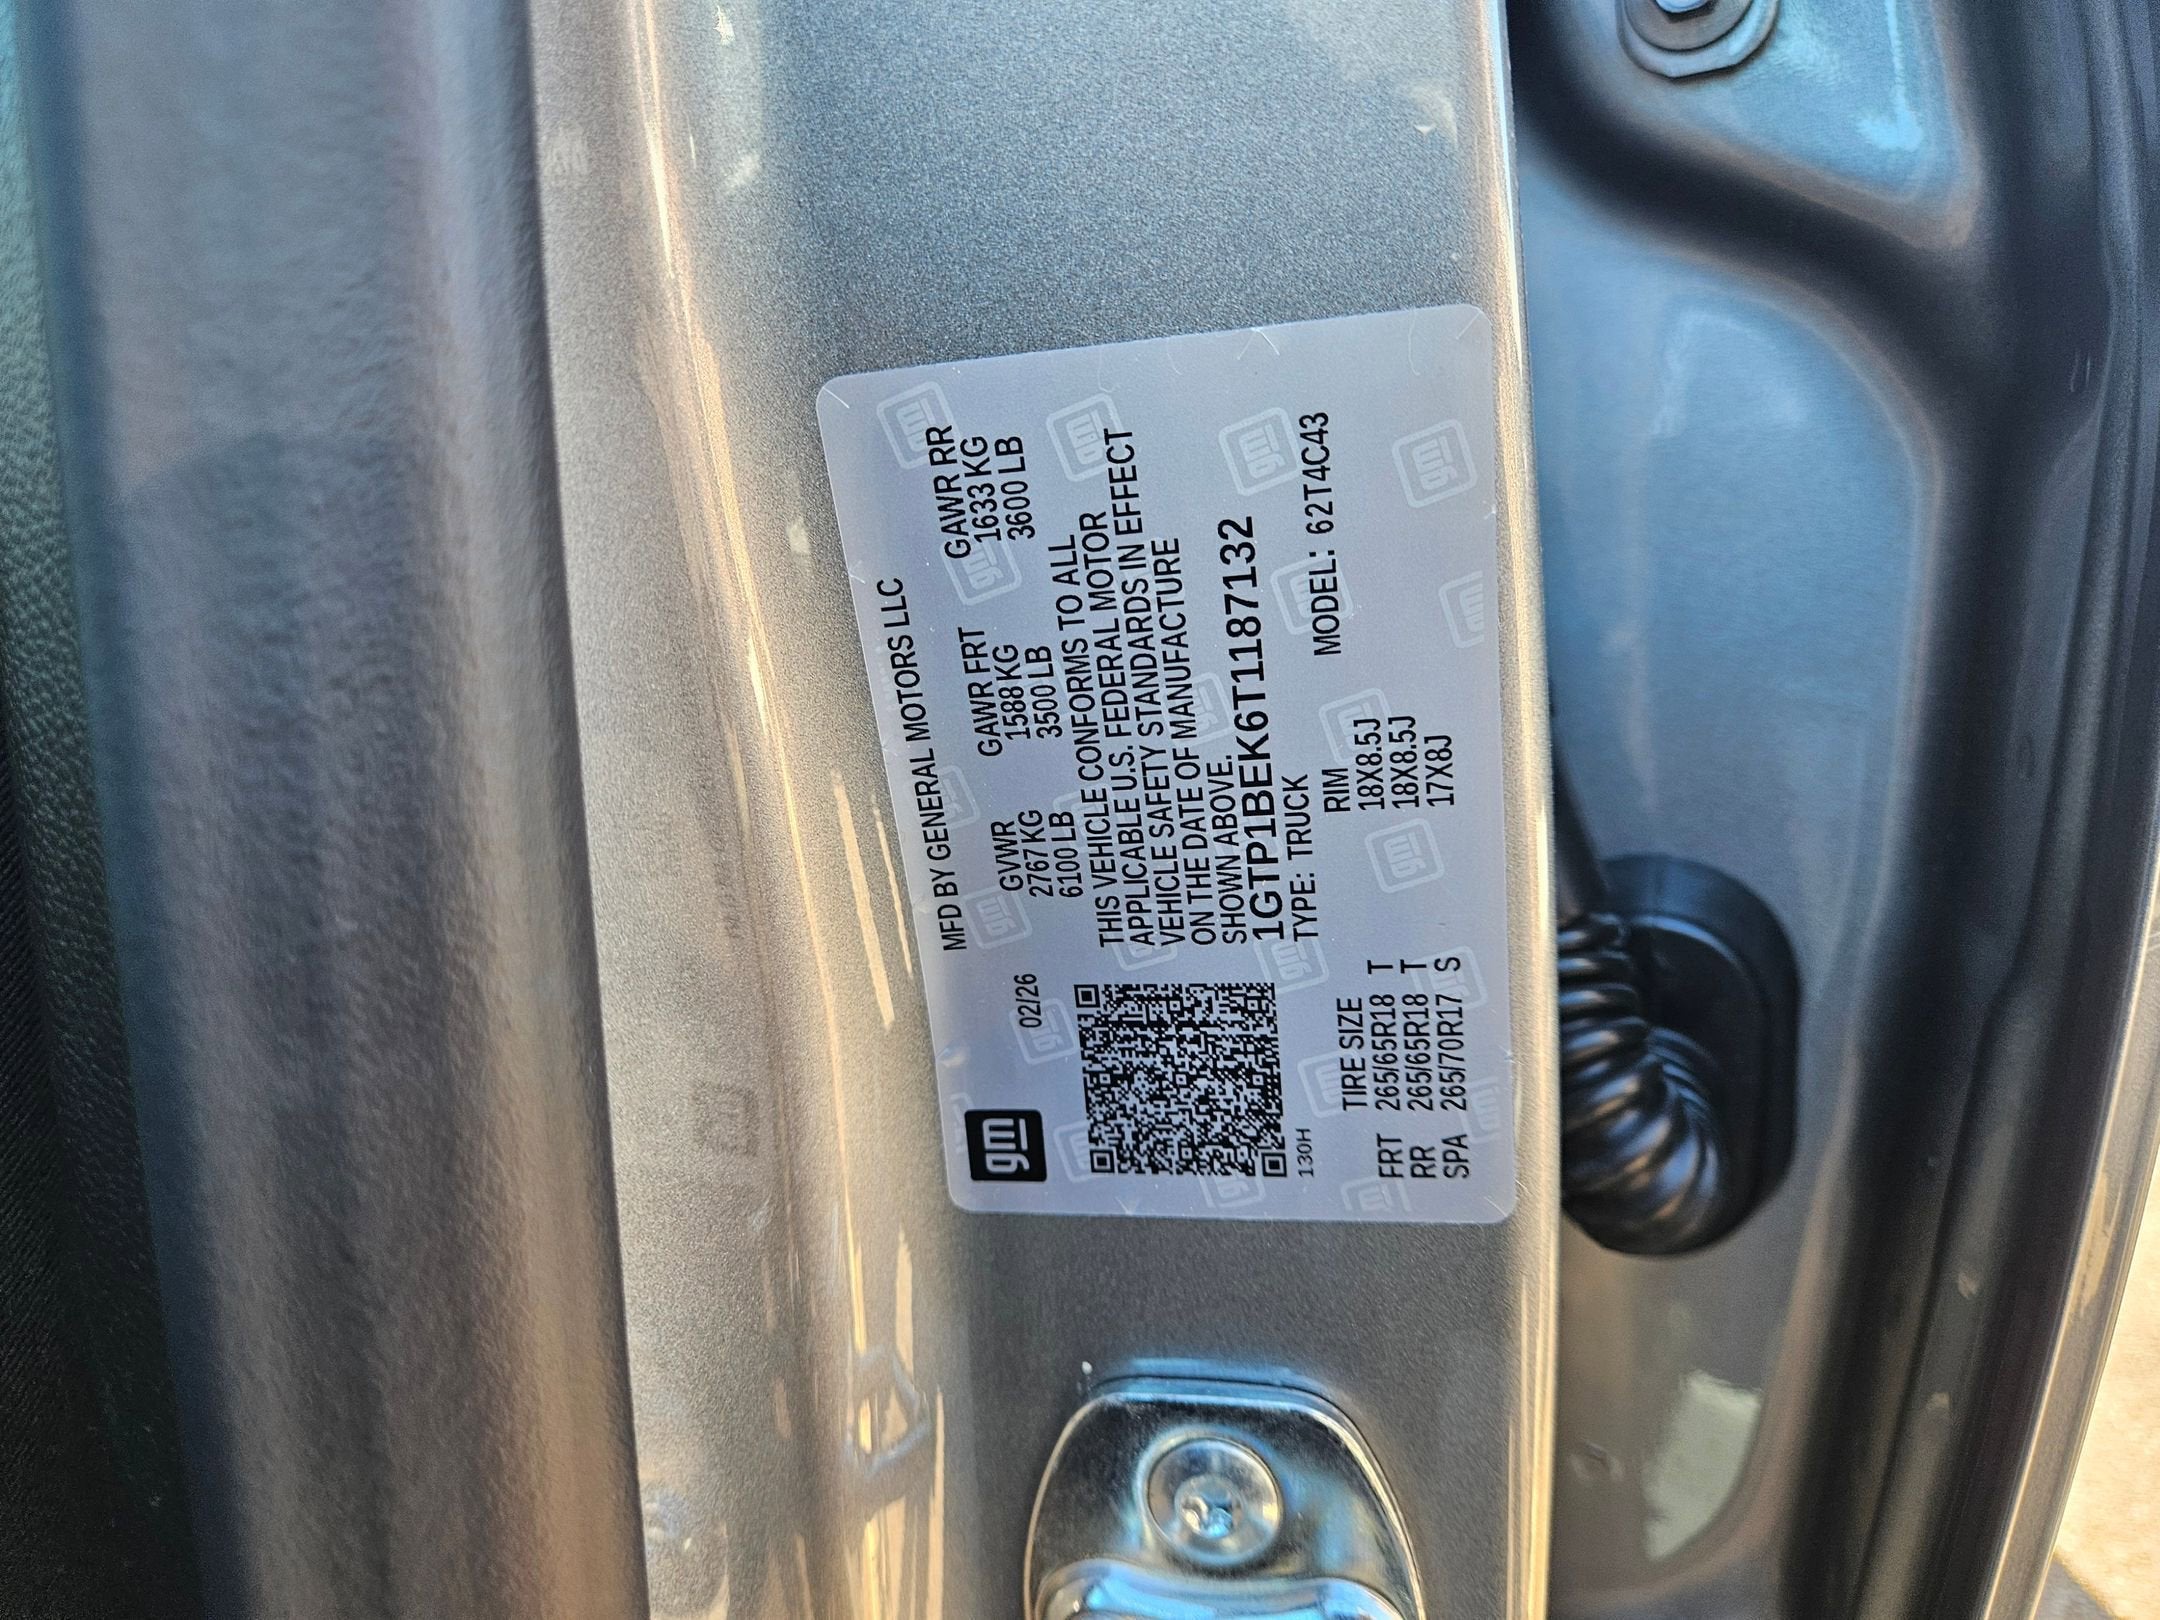 gm
02/26
MFD BY GENERAL MOTORS LLC
GVWR GAWR FRT GAWR RR
2767 KG 1588 KG 1633 KG
6100 LB 3500 LB 3600 LB
THIS VEHICLE CONFORMS TO ALL
APPLICABLE U.S. FEDERAL MOTOR
VEHICLE SAFETY STANDARDS IN EFFECT
ON THE DATE OF MANUFACTURE
SHOWN ABOVE.
1GTP1BEK6T1187132
TYPE: TRUCK MODEL: 62T4C43
130H
TIRE SIZE RIM
FRT 265/65R18 T 18X8.5J
RR 265/65R18 T 18X8.5J
SPA 265/70R17 S 17X8J